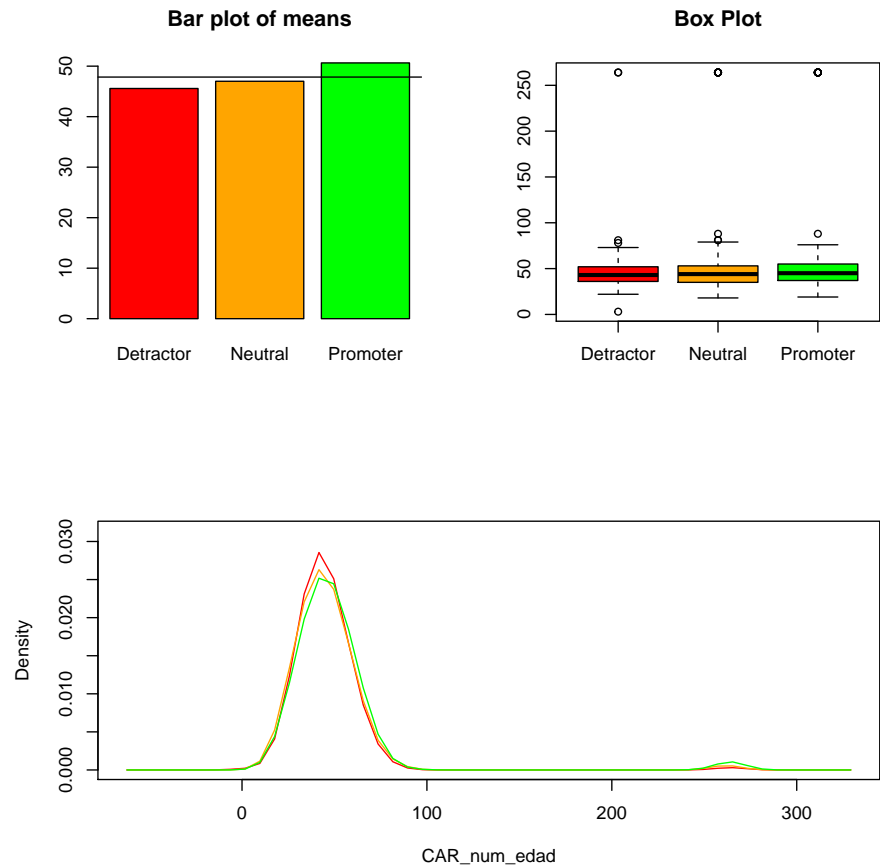 Bar plot of means
50
40
30
20
10
0
Detractor Neutral Promoter
Box Plot
250
200
150
100
50
0
Detractor Neutral Promoter
0.030
0.020
0.010
0.000
Density
0 100 200 300
CAR_num_edad